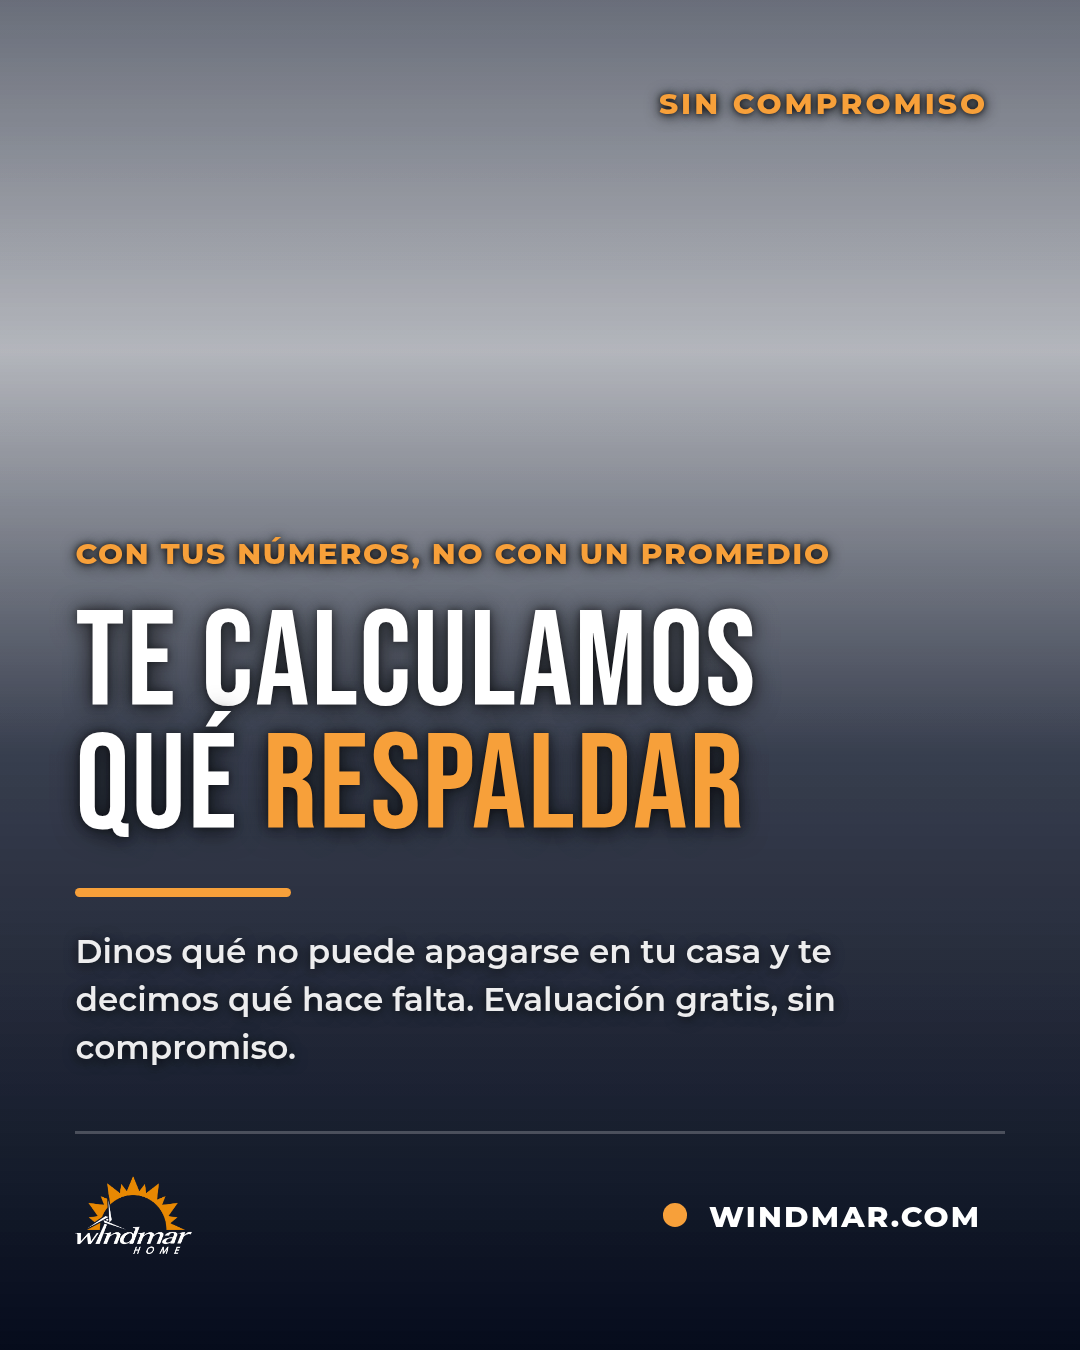 SIN COMPROMISO
CON TUS NÚMEROS, NO CON UN PROMEDIO
TE CALCULAMOS
QUÉ RESPALDAR
Dinos qué no puede apagarse en tu casa y te
decimos qué hace falta. Evaluación gratis, sin
compromiso.
windmar
HOME
WINDMAR.COM